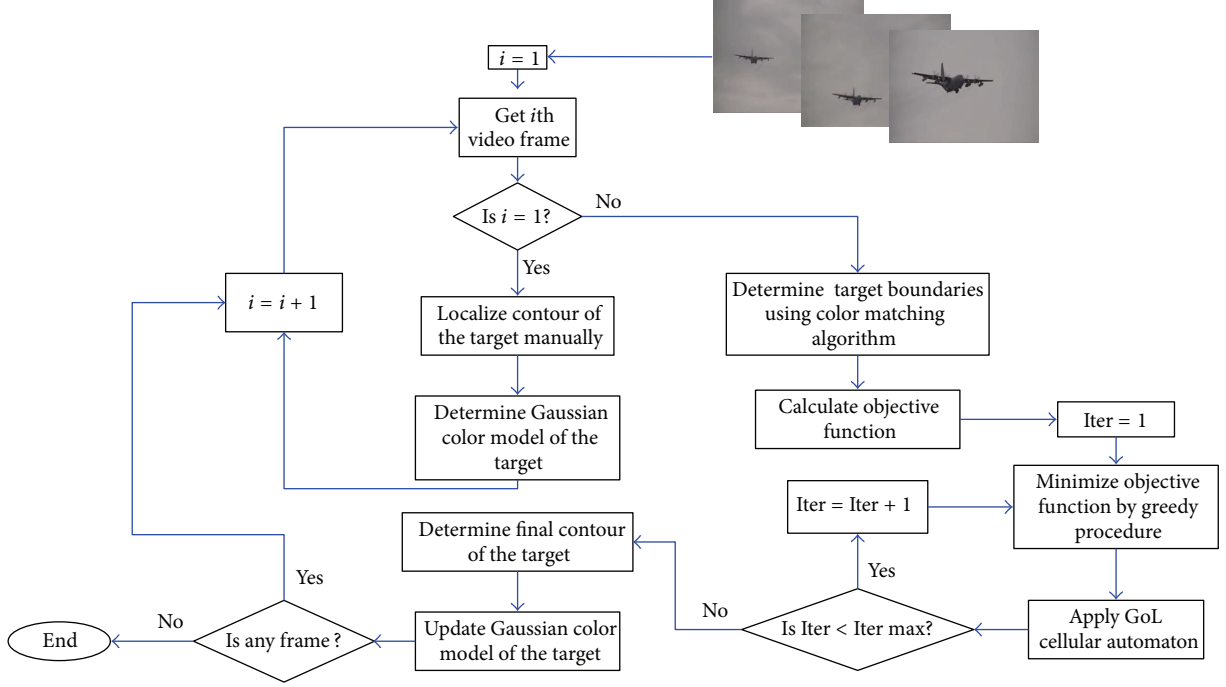 i = 1
Get ith
video frame
Is i = 1?
No
Yes
i = i + 1
Localize contour of
the target manually
Determine target boundaries
using color matching
algorithm
Determine Gaussian
color model of the
target
Calculate objective
function
Iter = 1
Minimize objective
function by greedy
procedure
Iter = Iter + 1
Determine final contour
of the target
Yes
Yes
No
No
Apply GoL
cellular automaton
Is Iter < Iter max?
Update Gaussian color
model of the target
Is any frame ?
End